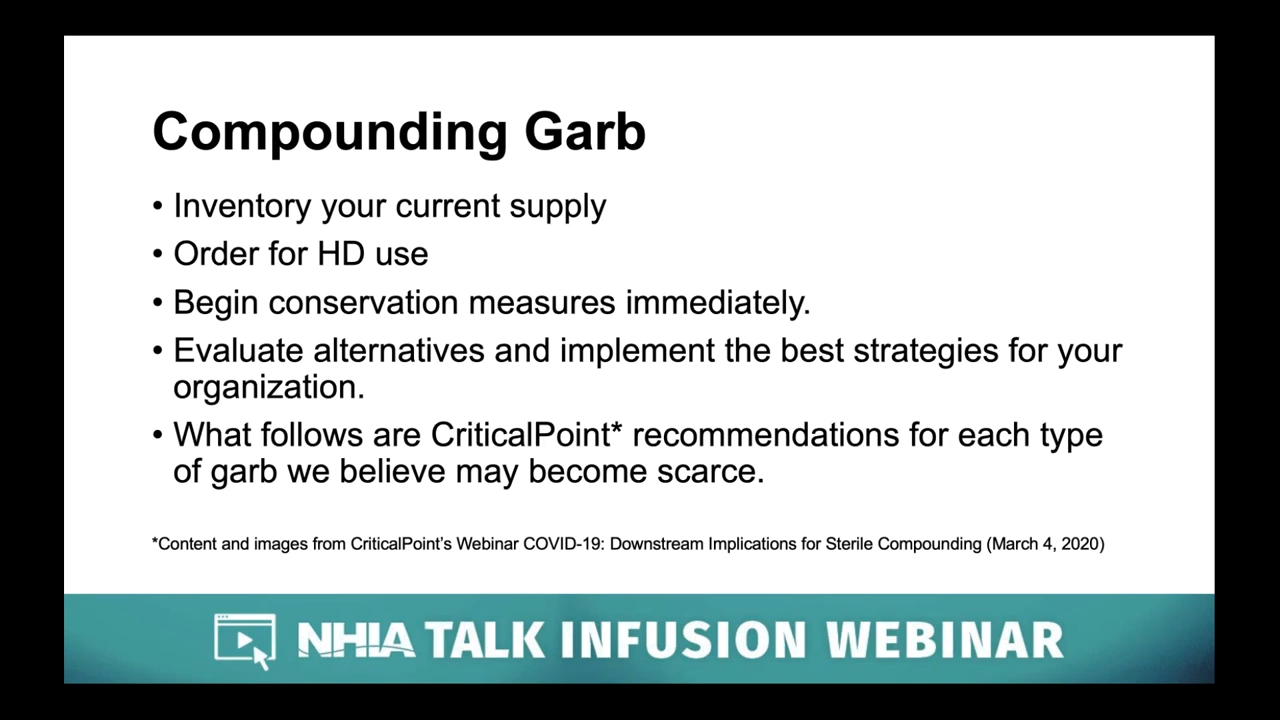 Compounding Garb
• Inventory your current supply
• Order for HD use
• Begin conservation measures immediately.
• Evaluate alternatives and implement the best strategies for your
organization.
• What follows are CriticalPoint* recommendations for each type
of garb we believe may become scarce.
*Content and images from CriticalPoint's Webinar COVID-19: Downstream Implications for Sterile Compounding (March 4, 2020)
NHIA TALK INFUSION WEBINAR